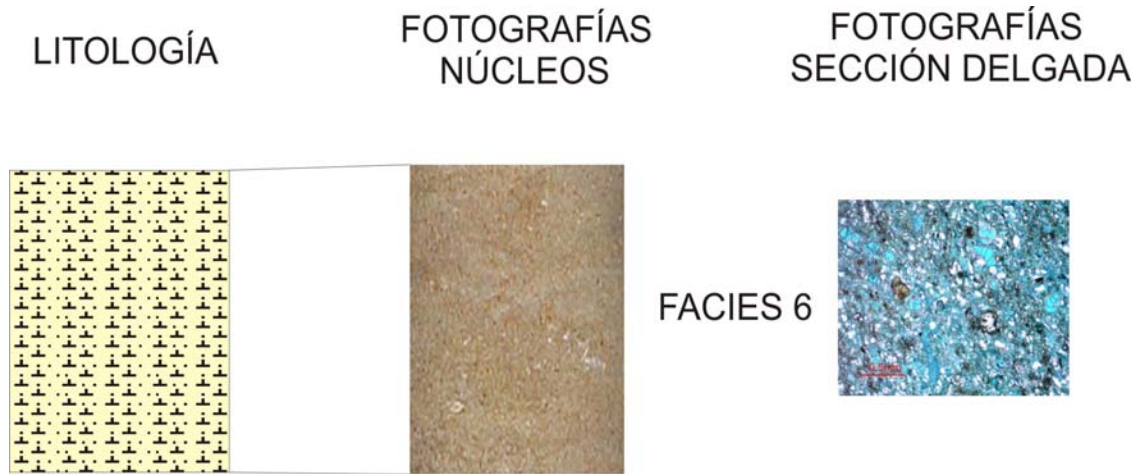 LITOLOGÍA
FOTOGRAFÍAS
NÚCLEOS
FOTOGRAFÍAS
SECCIÓN DELGADA
FACIES 6